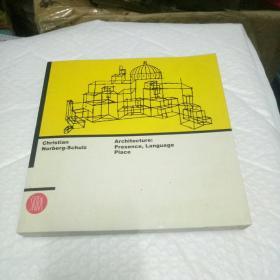 Christian
Norberg-Schulz
Architecture:
Presence, Language
Place